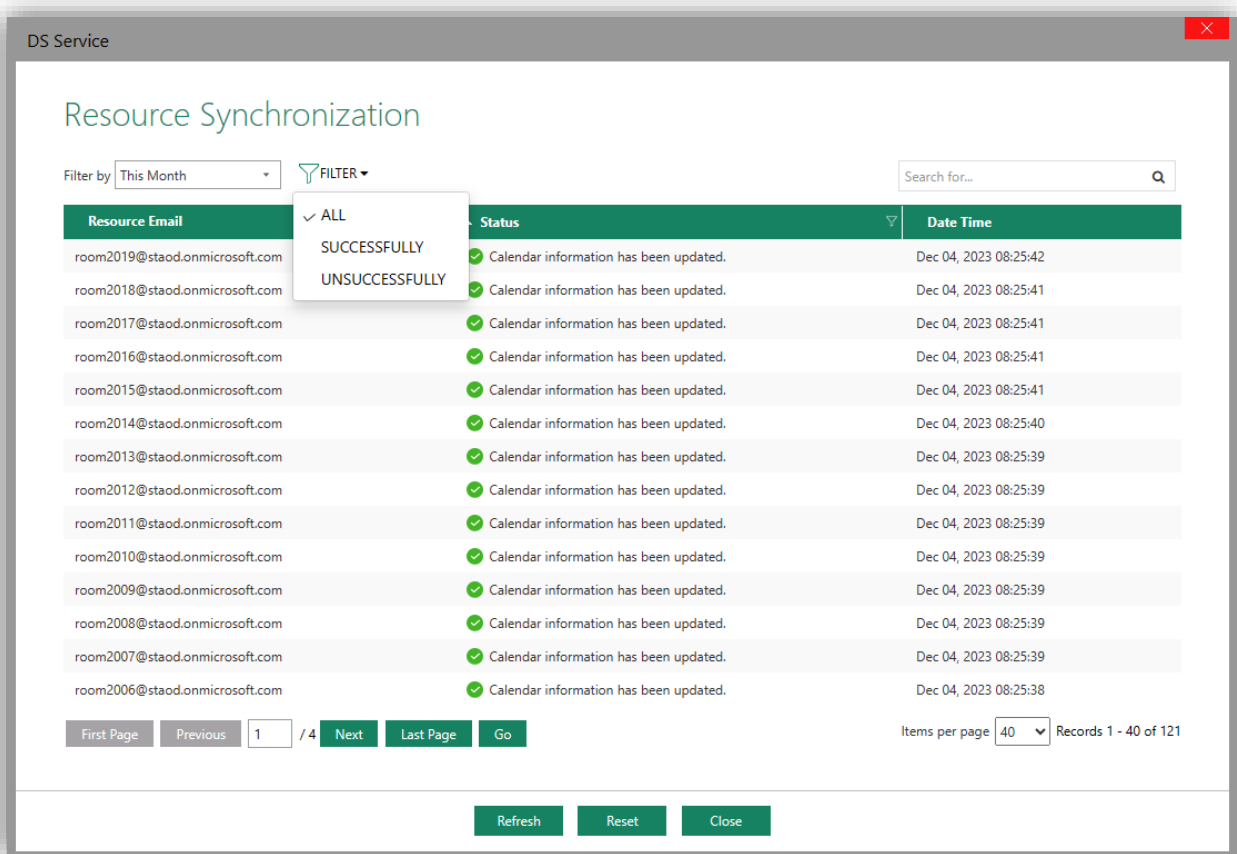 DS Service
Resource Synchronization
Filter by This Month FILTER Search for...
ALL
SUCCESSFULLY
UNSUCCESSFULLY
Resource Email Status Date Time
room2019@staod.onmicrosoft.com Calendar information has been updated. Dec 04, 2023 08:25:42
room2018@staod.onmicrosoft.com Calendar information has been updated. Dec 04, 2023 08:25:41
room2017@staod.onmicrosoft.com Calendar information has been updated. Dec 04, 2023 08:25:41
room2016@staod.onmicrosoft.com Calendar information has been updated. Dec 04, 2023 08:25:41
room2015@staod.onmicrosoft.com Calendar information has been updated. Dec 04, 2023 08:25:41
room2014@staod.onmicrosoft.com Calendar information has been updated. Dec 04, 2023 08:25:40
room2013@staod.onmicrosoft.com Calendar information has been updated. Dec 04, 2023 08:25:39
room2012@staod.onmicrosoft.com Calendar information has been updated. Dec 04, 2023 08:25:39
room2011@staod.onmicrosoft.com Calendar information has been updated. Dec 04, 2023 08:25:39
room2010@staod.onmicrosoft.com Calendar information has been updated. Dec 04, 2023 08:25:39
room2009@staod.onmicrosoft.com Calendar information has been updated. Dec 04, 2023 08:25:39
room2008@staod.onmicrosoft.com Calendar information has been updated. Dec 04, 2023 08:25:39
room2007@staod.onmicrosoft.com Calendar information has been updated. Dec 04, 2023 08:25:39
room2006@staod.onmicrosoft.com Calendar information has been updated. Dec 04, 2023 08:25:38
First Page Previous 1 / 4 Next Last Page Go Items per page 40 Records 1 - 40 of 121
Refresh Reset Close